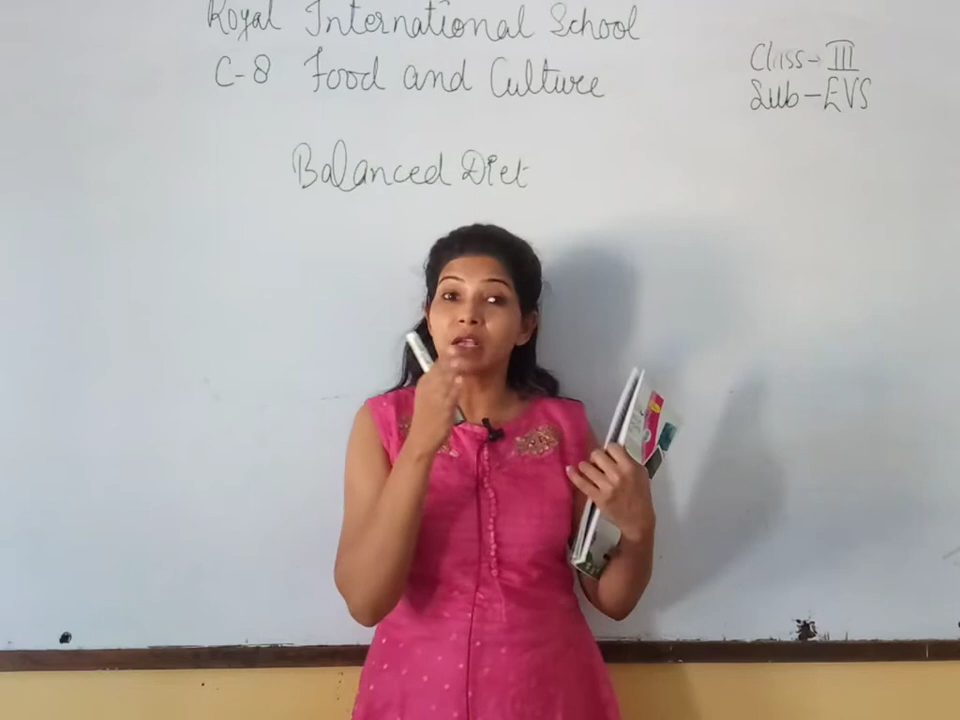 Royal International School
C-8 Food and Culture
Class→ III
Sub-EVS
Balanced Diet